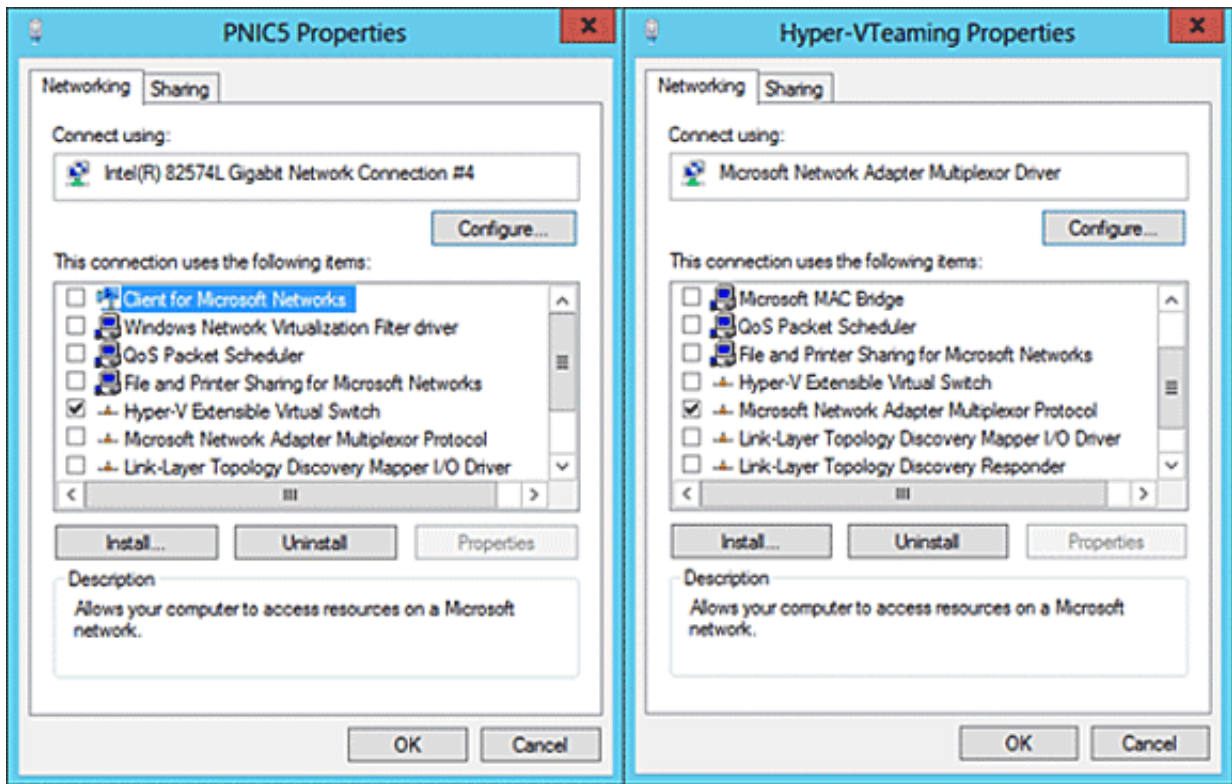 PNIC5 Properties
Networking
Sharing
Connect using:
Intel(R) 82574L Gigabit Network Connection #4
Configure...
This connection uses the following items:
Client for Microsoft Networks
Windows Network Virtualization Filter driver
QoS Packet Scheduler
File and Printer Sharing for Microsoft Networks
Hyper-V Extensible Virtual Switch
Microsoft Network Adapter Multiplexor Protocol
Link-Layer Topology Discovery Mapper I/O Driver
Install...
Uninstall
Properties
Description
Allows your computer to access resources on a Microsoft
network.
OK
Cancel
Hyper-VTeaming Properties
Networking
Sharing
Connect using:
Microsoft Network Adapter Multiplexor Driver
Configure...
This connection uses the following items:
Microsoft MAC Bridge
QoS Packet Scheduler
File and Printer Sharing for Microsoft Networks
Hyper-V Extensible Virtual Switch
Microsoft Network Adapter Multiplexor Protocol
Link-Layer Topology Discovery Mapper I/O Driver
Link-Layer Topology Discovery Responder
Install...
Uninstall
Properties
Description
Allows your computer to access resources on a Microsoft
network.
OK
Cancel